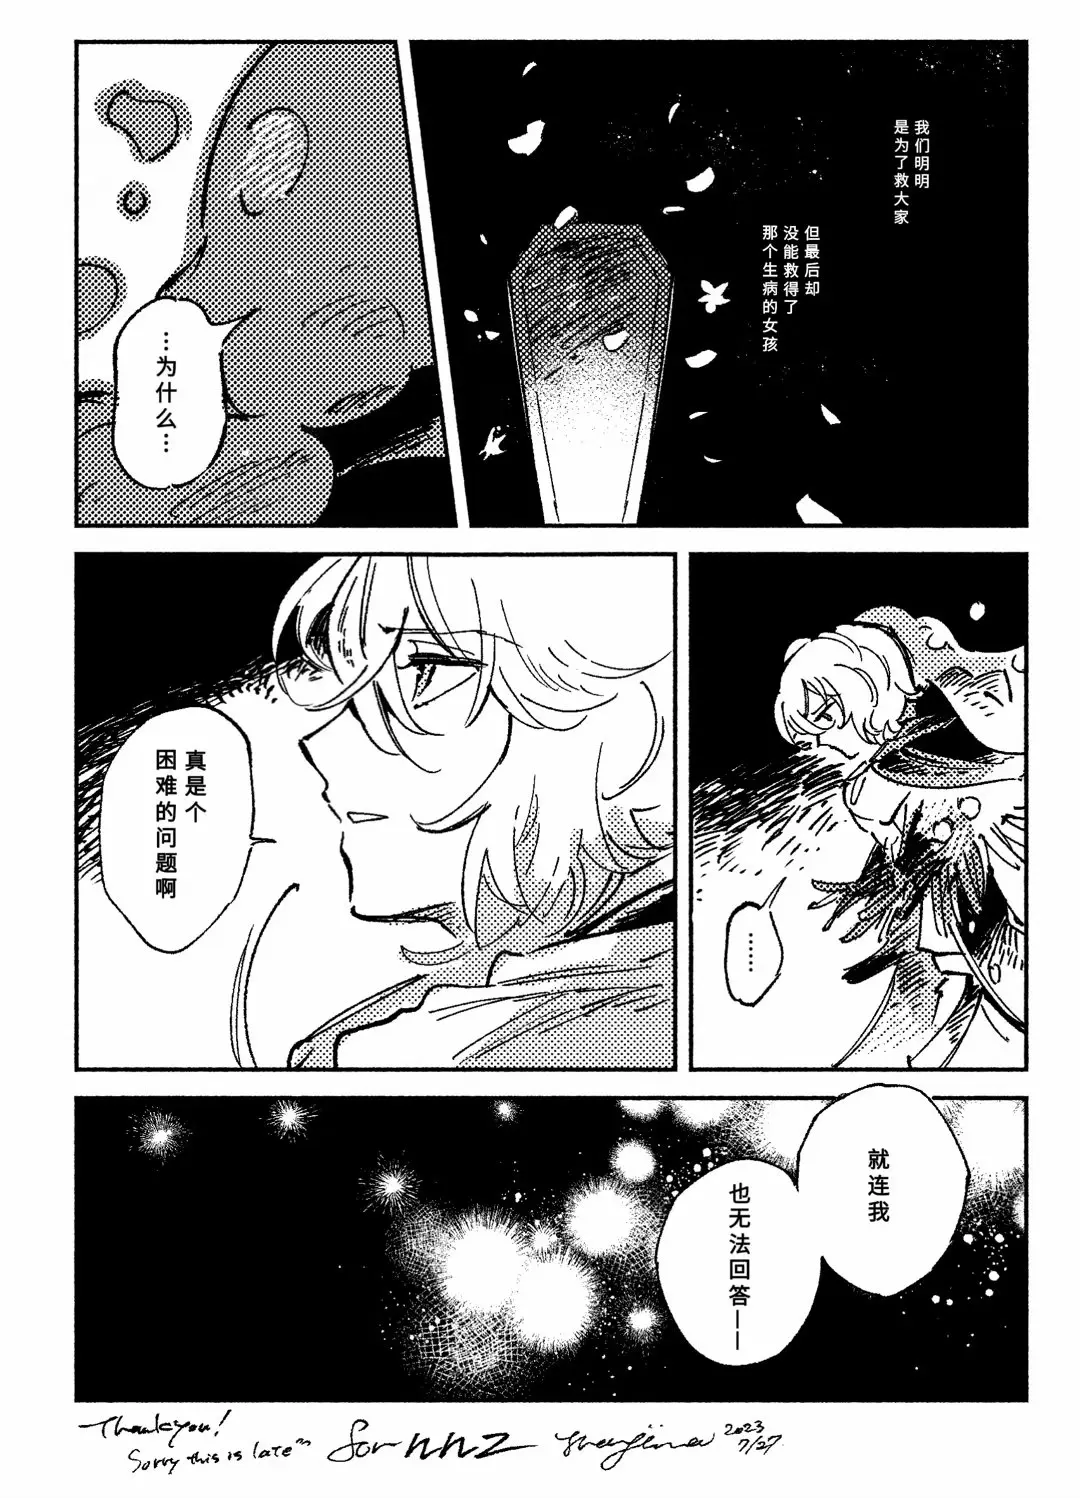 我们明明
是为了救大家
但最后却
没能救得了
那个生病的女孩
…为什么…
……
真是个
困难的问题啊
就连我
也无法回答——
Thank you!
Sorry this is late~
for nnz
2023
7/27